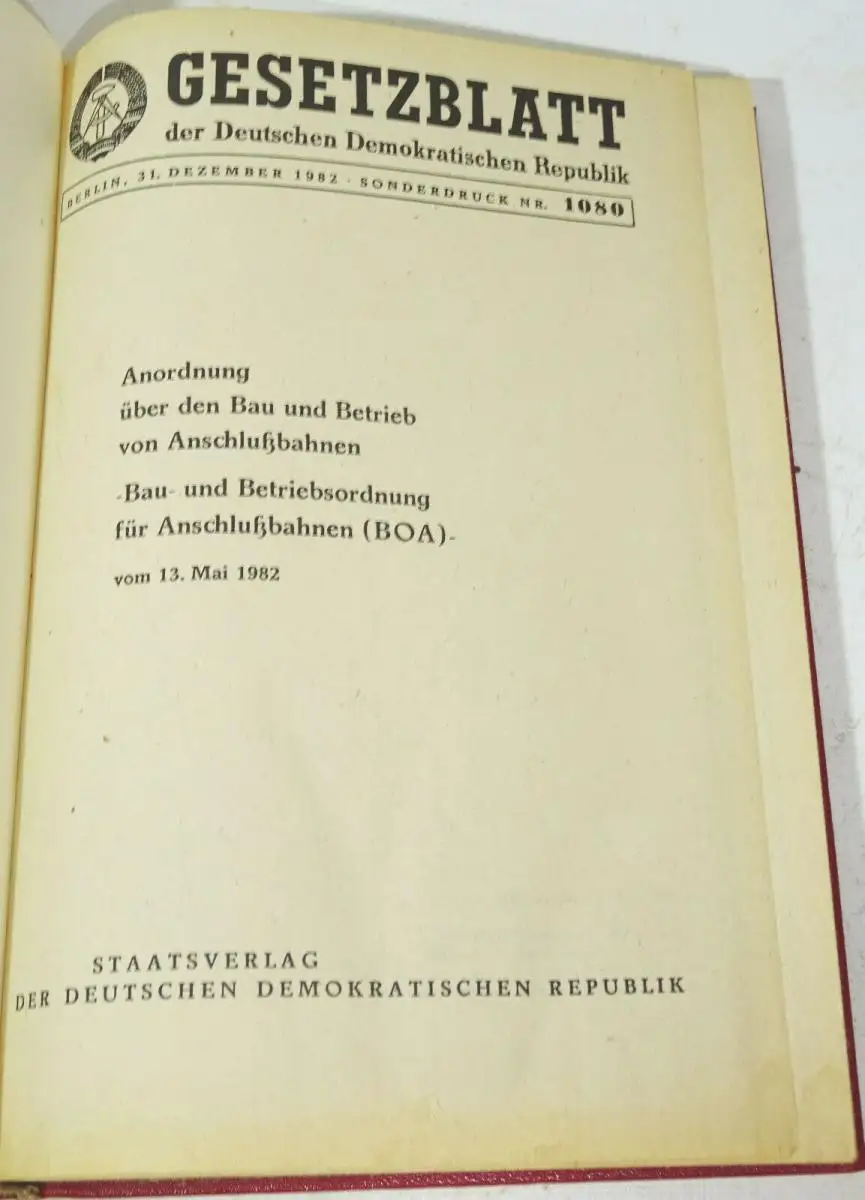 GESETZBLATT
der Deutschen Demokratischen Republik
BERLIN, 31. DEZEMBER 1982 · SONDERDRUCK NR. 1080
Anordnung
über den Bau und Betrieb
von Anschlußbahnen
-Bau- und Betriebsordnung
für Anschlußbahnen (BOA)-
vom 13. Mai 1982
STAATSVERLAG
DER DEUTSCHEN DEMOKRATISCHEN REPUBLIK